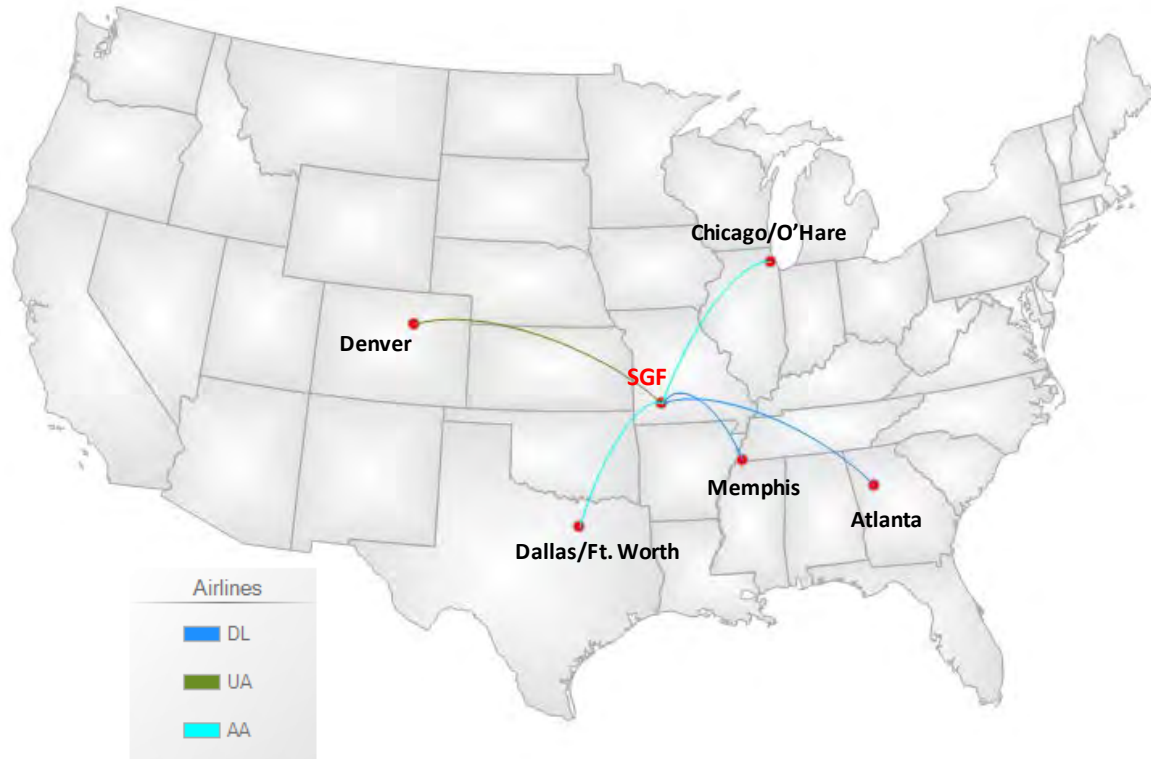 Chicago/O'Hare
Denver
SGF
Memphis
Atlanta
Dallas/Ft. Worth
Airlines
DL
UA
AA